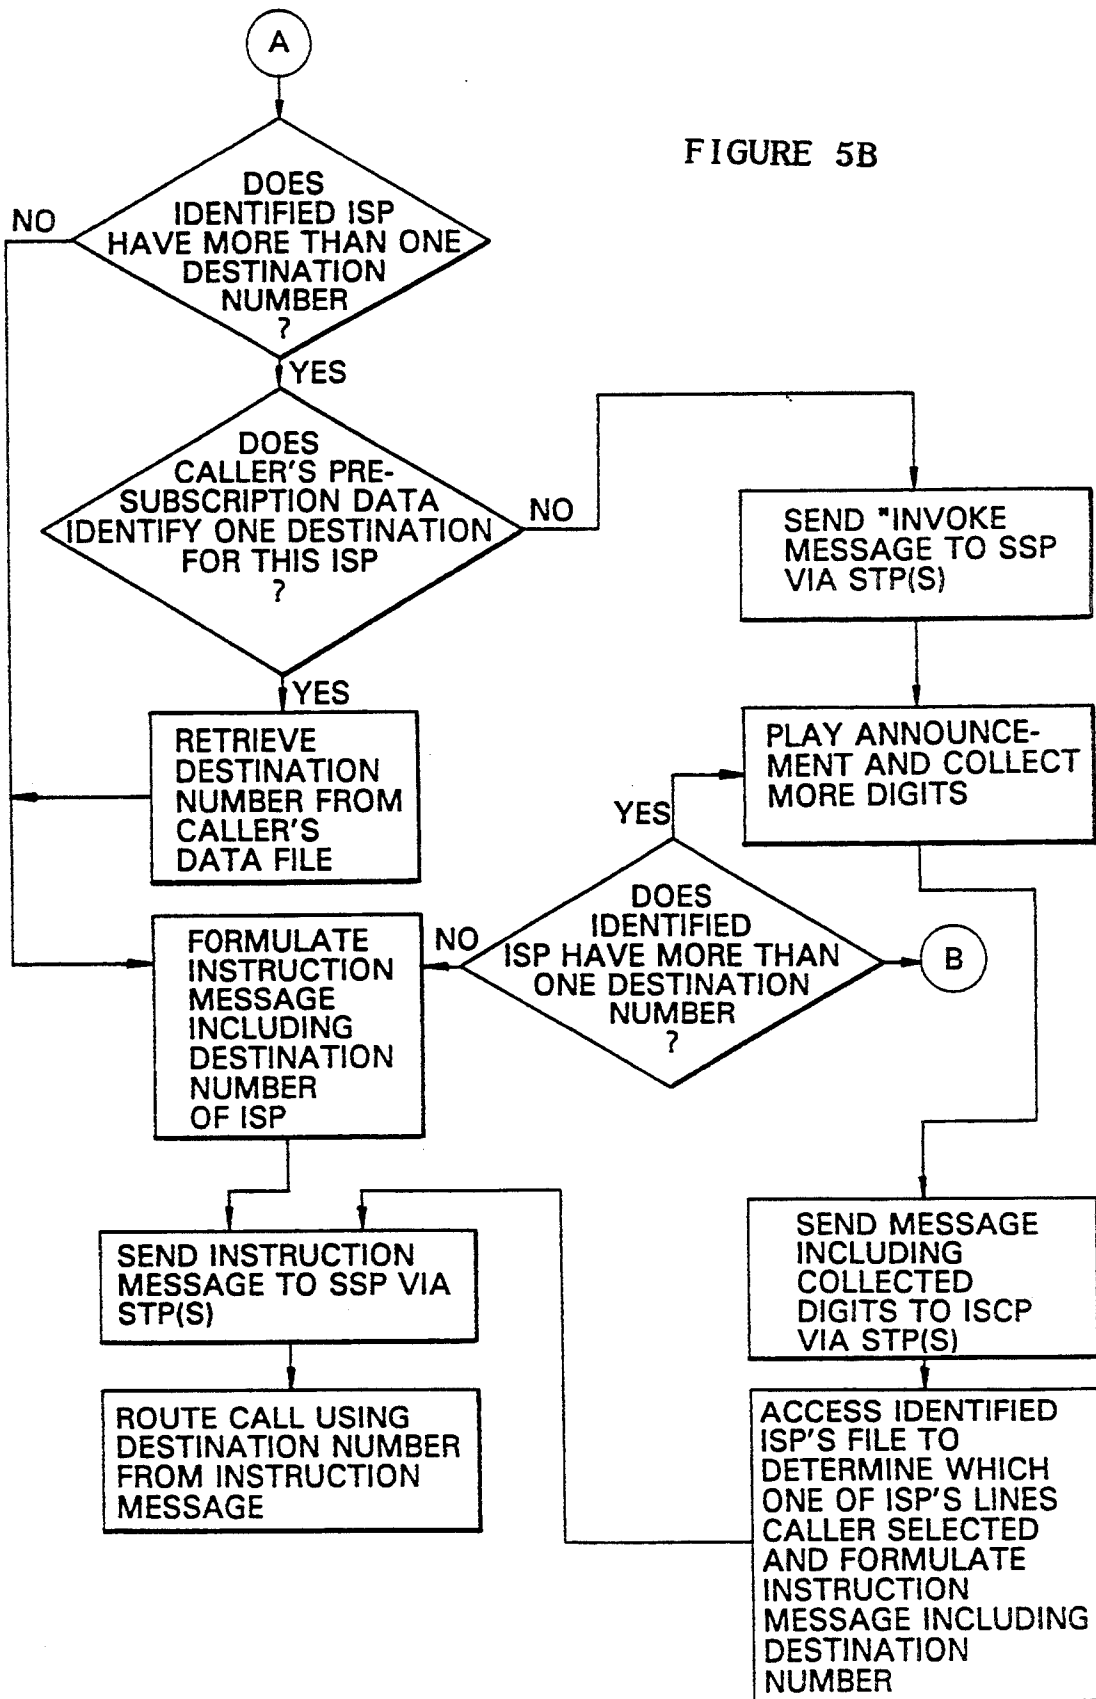 A
FIGURE 5B
DOES
IDENTIFIED ISP
HAVE MORE THAN ONE
DESTINATION
NUMBER
?
NO
YES
DOES
CALLER'S PRE-
SUBSCRIPTION DATA
IDENTIFY ONE DESTINATION
FOR THIS ISP
?
NO
YES
SEND "INVOKE
MESSAGE TO SSP
VIA STP(S)
RETRIEVE
DESTINATION
NUMBER FROM
CALLER'S
DATA FILE
PLAY ANNOUNCE-
MENT AND COLLECT
MORE DIGITS
YES
DOES
IDENTIFIED
ISP HAVE MORE THAN
ONE DESTINATION
NUMBER
?
NO
B
FORMULATE
INSTRUCTION
MESSAGE
INCLUDING
DESTINATION
NUMBER
OF ISP
SEND INSTRUCTION
MESSAGE TO SSP VIA
STP(S)
SEND MESSAGE
INCLUDING
COLLECTED
DIGITS TO ISCP
VIA STP(S)
ROUTE CALL USING
DESTINATION NUMBER
FROM INSTRUCTION
MESSAGE
ACCESS IDENTIFIED
ISP'S FILE TO
DETERMINE WHICH
ONE OF ISP'S LINES
CALLER SELECTED
AND FORMULATE
INSTRUCTION
MESSAGE INCLUDING
DESTINATION
NUMBER